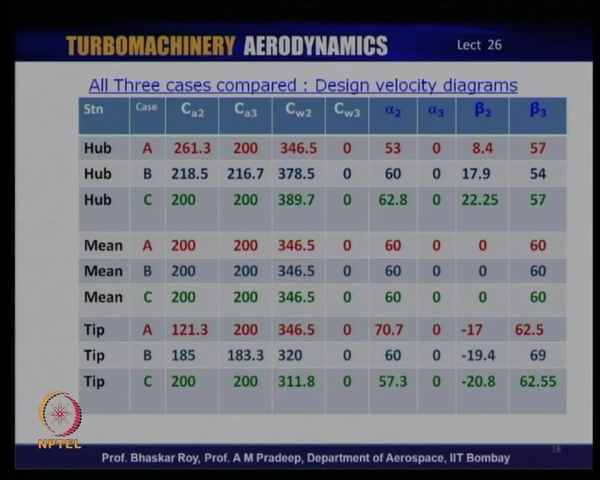 TURBOMACHINERY AERODYNAMICS Lect 26
All Three cases compared : Design velocity diagrams
Stn Case Ca2 Ca3 Cw2 Cw3 α2 α3 β2 β3
Hub A 261.3 200 346.5 0 53 0 8.4 57
Hub B 218.5 216.7 378.5 0 60 0 17.9 54
Hub C 200 200 389.7 0 62.8 0 22.25 57
Mean A 200 200 346.5 0 60 0 0 60
Mean B 200 200 346.5 0 60 0 0 60
Mean C 200 200 346.5 0 60 0 0 60
Tip A 121.3 200 346.5 0 70.7 0 -17 62.5
Tip B 185 183.3 320 0 60 0 -19.4 69
Tip C 200 200 311.8 0 57.3 0 -20.8 62.55
NPTEL
Prof. Bhaskar Roy, Prof. A M Pradeep, Department of Aerospace, IIT Bombay
18